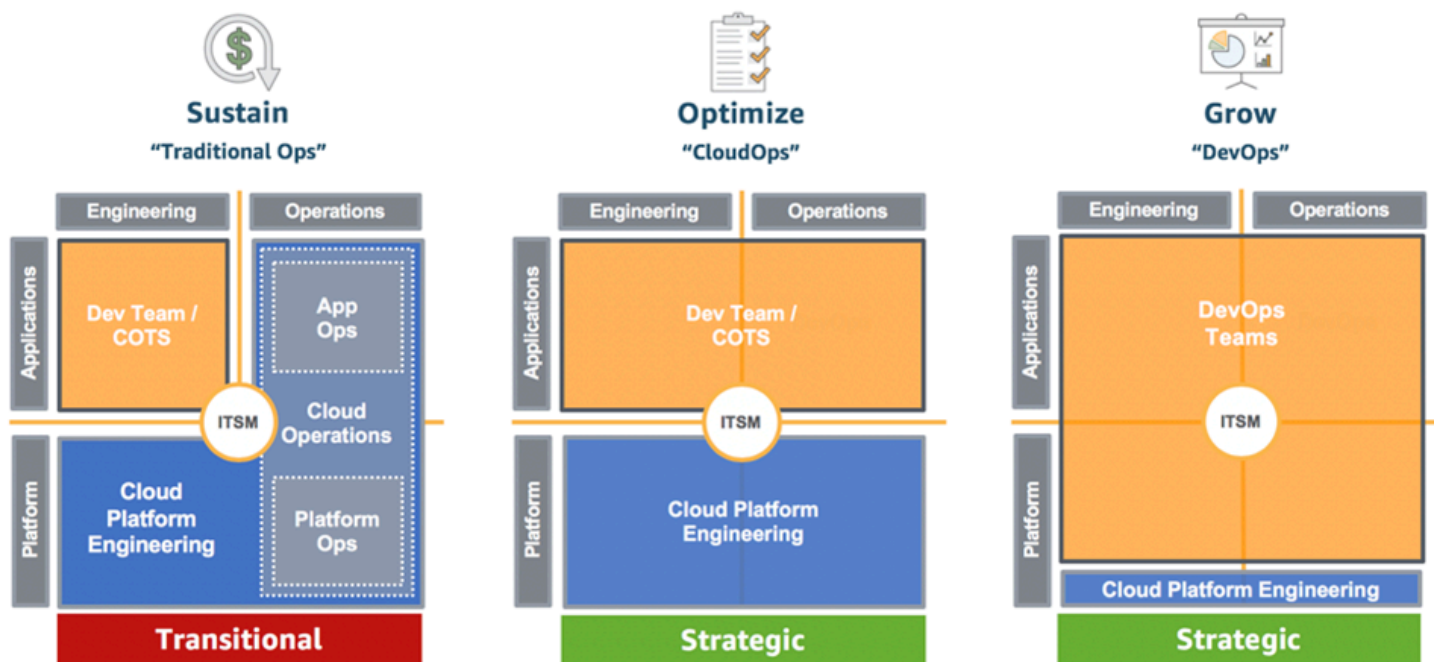 Sustain
“Traditional Ops”
Engineering
Operations
Applications
Platform
Dev Team /
COTS
App
Ops
ITSM
Cloud
Operations
Cloud
Platform
Engineering
Platform
Ops
Transitional
Optimize
“CloudOps”
Engineering
Operations
Applications
Platform
Dev Team /
COTS
ITSM
Cloud Platform
Engineering
Strategic
Grow
“DevOps”
Engineering
Operations
Applications
Platform
DevOps
Teams
ITSM
Cloud Platform Engineering
Strategic